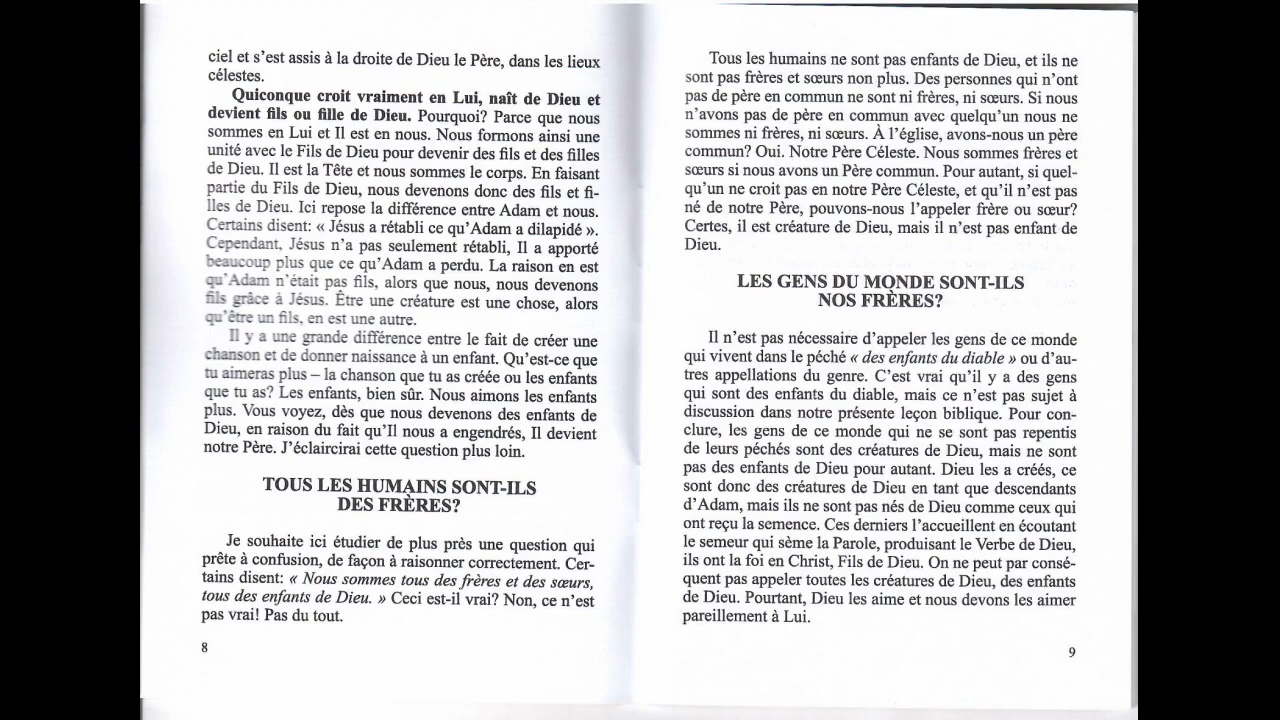 ciel et s'est assis à la droite de Dieu le Père, dans les lieux
célestes.
Quiconque croit vraiment en Lui, naît de Dieu et
devient fils ou fille de Dieu. Pourquoi? Parce que nous
sommes en Lui et Il est en nous. Nous formons ainsi une
unité avec le Fils de Dieu pour devenir des fils et des filles
de Dieu. Il est la Tête et nous sommes le corps. En faisant
partie du Fils de Dieu, nous devenons donc des fils et fi-
lles de Dieu. Ici repose la différence entre Adam et nous.
Certains disent: « Jésus a rétabli ce qu'Adam a dilapidé ».
Cependant, Jésus n'a pas seulement rétabli, Il a apporté
beaucoup plus que ce qu'Adam a perdu. La raison en est
qu'Adam n'était pas fils, alors que nous, nous devenons
fils grâce à Jésus. Être une créature est une chose, alors
qu'être un fils, en est une autre.
Il y a une grande différence entre le fait de créer une
chanson et de donner naissance à un enfant. Qu'est-ce que
tu aimeras plus – la chanson que tu as créée ou les enfants
que tu as? Les enfants, bien sûr. Nous aimons les enfants
plus. Vous voyez, dès que nous devenons des enfants de
Dieu, en raison du fait qu'Il nous a engendrés, Il devient
notre Père. J'éclaircirai cette question plus loin.
TOUS LES HUMAINS SONT-ILS
DES FRÈRES?
Je souhaite ici étudier de plus près une question qui
prête à confusion, de façon à raisonner correctement. Cer-
tains disent: « Nous sommes tous des frères et des sœurs,
tous des enfants de Dieu. » Ceci est-il vrai? Non, ce n'est
pas vrai! Pas du tout.
8
Tous les humains ne sont pas enfants de Dieu, et ils ne
sont pas frères et sœurs non plus. Des personnes qui n'ont
pas de père en commun ne sont ni frères, ni sœurs. Si nous
n'avons pas de père en commun avec quelqu'un nous ne
sommes ni frères, ni sœurs. À l'église, avons-nous un père
commun? Oui. Notre Père Céleste. Nous sommes frères et
sœurs si nous avons un Père commun. Pour autant, si quel-
qu'un ne croit pas en notre Père Céleste, et qu'il n'est pas
né de notre Père, pouvons-nous l'appeler frère ou sœur?
Certes, il est créature de Dieu, mais il n'est pas enfant de
Dieu.
LES GENS DU MONDE SONT-ILS
NOS FRÈRES?
Il n'est pas nécessaire d'appeler les gens de ce monde
qui vivent dans le péché « des enfants du diable » ou d'au-
tres appellations du genre. C'est vrai qu'il y a des gens
qui sont des enfants du diable, mais ce n'est pas sujet à
discussion dans notre présente leçon biblique. Pour con-
clure, les gens de ce monde qui ne se sont pas repentis
de leurs péchés sont des créatures de Dieu, mais ne sont
pas des enfants de Dieu pour autant. Dieu les a créés, ce
sont donc des créatures de Dieu en tant que descendants
d'Adam, mais ils ne sont pas nés de Dieu comme ceux qui
ont reçu la semence. Ces derniers l'accueillent en écoutant
le semeur qui sème la Parole, produisant le Verbe de Dieu,
ils ont la foi en Christ, Fils de Dieu. On ne peut par consé-
quent pas appeler toutes les créatures de Dieu, des enfants
de Dieu. Pourtant, Dieu les aime et nous devons les aimer
pareillement à Lui.
9